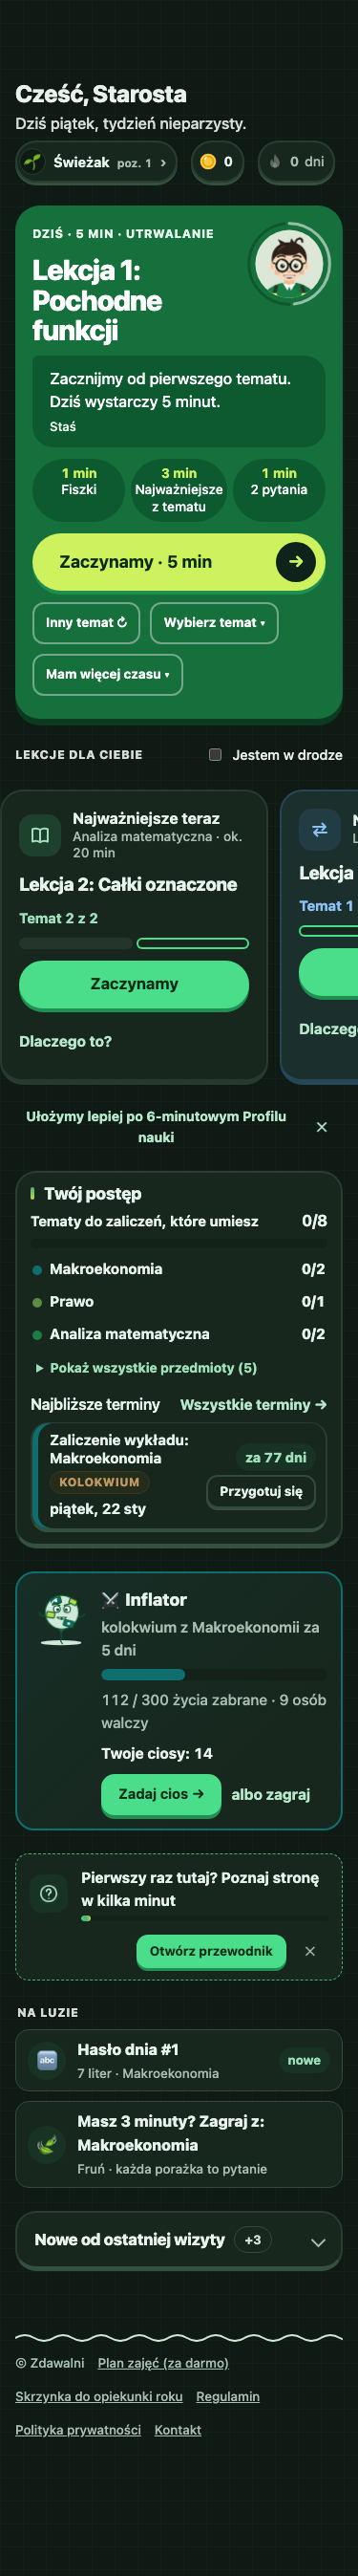 Cześć, Starosta
Dziś piątek, tydzień nieparzysty.
Świeżak poz. 1 ›
0
0 dni
DZIŚ · 5 MIN · UTRWALANIE
Lekcja 1:
Pochodne
funkcji
Zacznijmy od pierwszego tematu.
Dziś wystarczy 5 minut.
Staś
1 min
Fiszki
3 min
Najważniejsze
z tematu
1 min
2 pytania
Zaczynamy · 5 min →
Inny temat ↻
Wybierz temat ▾
Mam więcej czasu ▾
LEKCJE DLA CIEBIE
Jestem w drodze
Najważniejsze teraz
Analiza matematyczna · ok.
20 min
Lekcja 2: Całki oznaczone
Temat 2 z 2
Zaczynamy
Dlaczego to?
N
L
Lekcja
Temat 1
Dlaczeg
Ułożymy lepiej po 6-minutowym Profilu
nauki
×
Twój postęp
Tematy do zaliczeń, które umiesz 0/8
Makroekonomia 0/2
Prawo 0/1
Analiza matematyczna 0/2
▶ Pokaż wszystkie przedmioty (5)
Najbliższe terminy
Wszystkie terminy →
Zaliczenie wykładu:
Makroekonomia
KOLOKWIUM
piątek, 22 sty
za 77 dni
Przygotuj się
⚔️ Inflator
kolokwium z Makroekonomii za
5 dni
112 / 300 życia zabrane · 9 osób
walczy
Twoje ciosy: 14
Zadaj cios →
albo zagraj
Pierwszy raz tutaj? Poznaj stronę
w kilka minut
Otwórz przewodnik
×
NA LUZIE
abc
Hasło dnia #1
7 liter · Makroekonomia
nowe
Masz 3 minuty? Zagraj z:
Makroekonomia
Fruń · każda porażka to pytanie
Nowe od ostatniej wizyty +3
© Zdawalni Plan zajęć (za darmo)
Skrzynka do opiekunki roku Regulamin
Polityka prywatności Kontakt